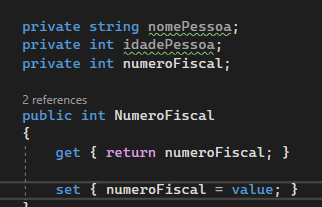 private string nomePessoa;
private int idadePessoa;
private int numeroFiscal;
2 references
public int NumeroFiscal
{
get { return numeroFiscal; }
set { numeroFiscal = value; }
}